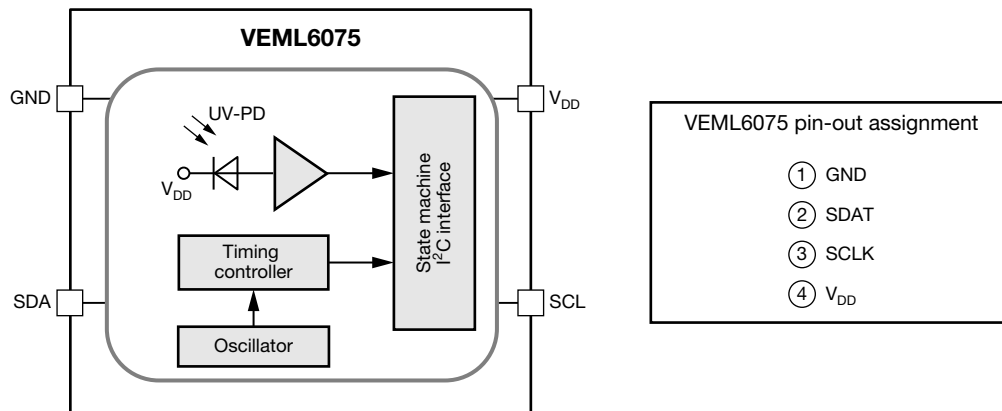 VEML6075
GND
V_DD
UV-PD
V_DD
State machine
I²C interface
Timing
controller
SDA
SCL
Oscillator
VEML6075 pin-out assignment
1 GND
2 SDAT
3 SCLK
4 V_DD